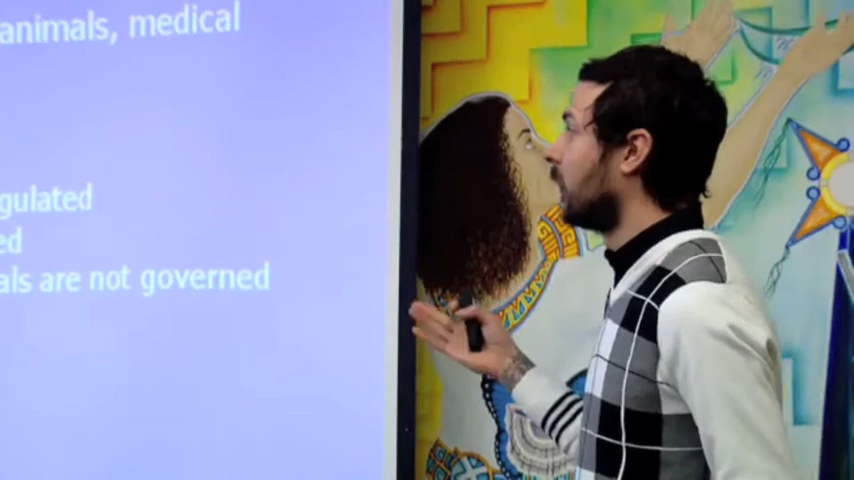 animals, medical
gulated
ed
als are not governed